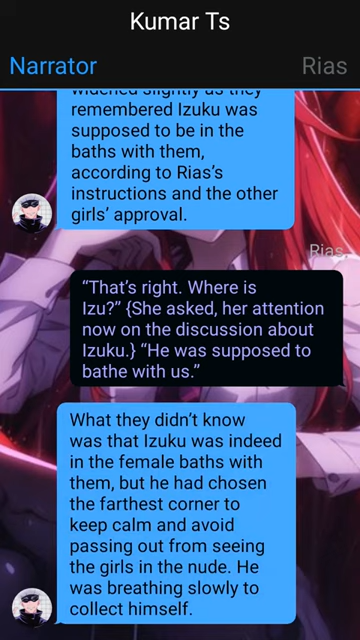 Kumar Ts
Narrator
Rias
widened slightly as they
remembered Izuku was
supposed to be in the
baths with them,
according to Rias’s
instructions and the other
girls’ approval.
Rias
“That’s right. Where is
Izu?” {She asked, her attention
now on the discussion about
Izuku.} “He was supposed to
bathe with us.”
What they didn’t know
was that Izuku was indeed
in the female baths with
them, but he had chosen
the farthest corner to
keep calm and avoid
passing out from seeing
the girls in the nude. He
was breathing slowly to
collect himself.